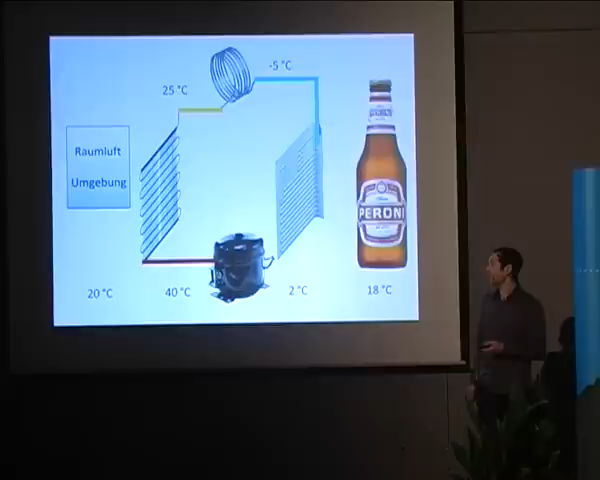 -5 °C
25 °C
Raumluft
Umgebung
PERONI
20 °C
40 °C
2 °C
18 °C